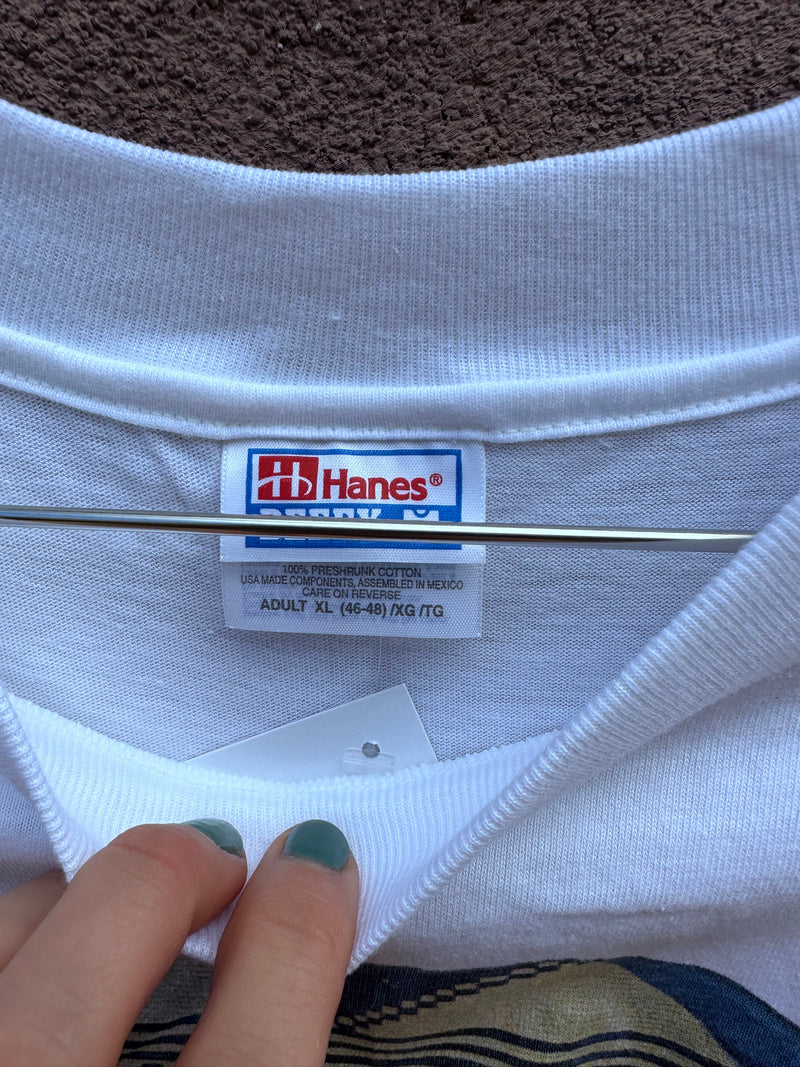 Hanes®
100% PRESHRUNK COTTON
USA MADE COMPONENTS, ASSEMBLED IN MEXICO
CARE ON REVERSE
ADULT XL (46-48) /XG /TG